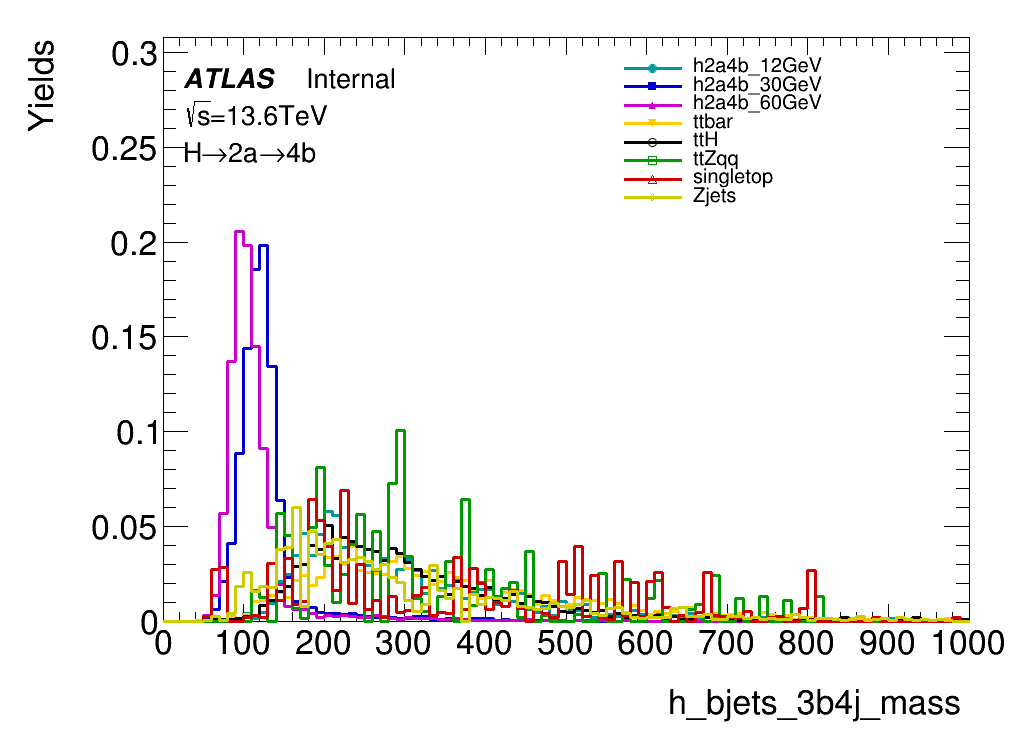 Yields
0.3
0.25
0.2
0.15
0.1
0.05
0
ATLAS Internal
√s=13.6TeV
H→2a→4b
h2a4b_12GeV
h2a4b_30GeV
h2a4b_60GeV
ttbar
ttH
ttZqq
singletop
Zjets
0 100 200 300 400 500 600 700 800 900 1000
h_bjets_3b4j_mass